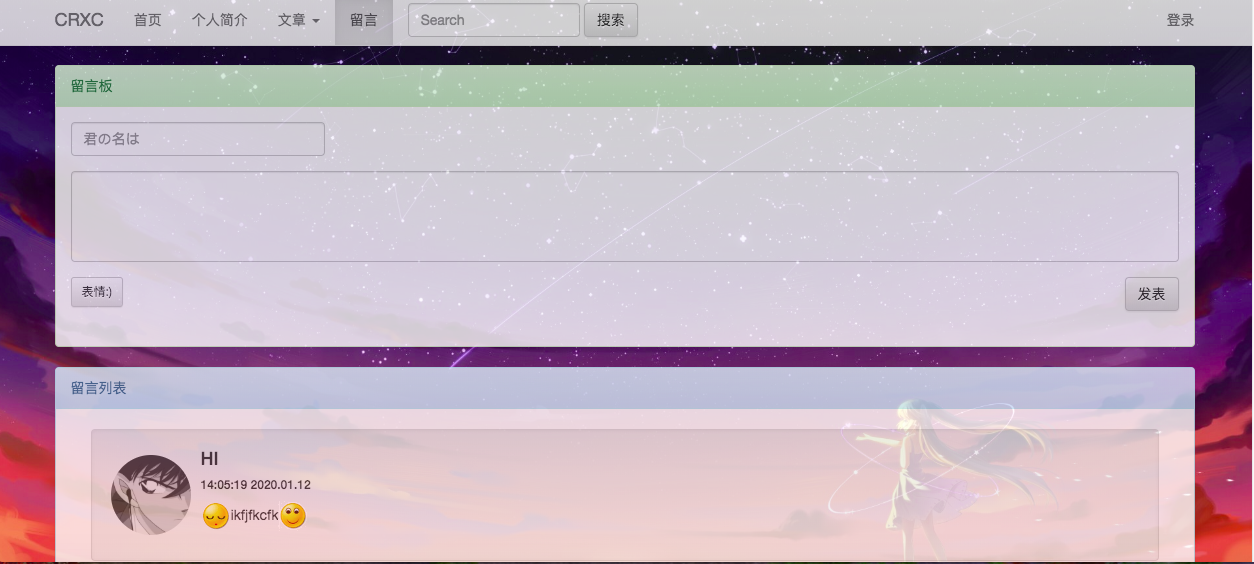 CRXC 首页 个人简介 文章 留言 Search 搜索 登录
留言板
君の名は
表情:) 发表
留言列表
HI
14:05:19 2020.01.12
ikfjfkcfk